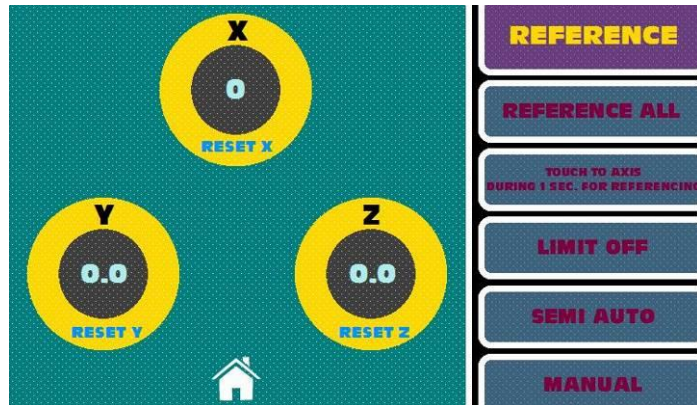 X
0
RESET X
Y
0.0
RESET Y
Z
0.0
RESET Z
REFERENCE
REFERENCE ALL
TOUCH TO AXIS
DURING 1 SEC. FOR REFERENCING
LIMIT OFF
SEMI AUTO
MANUAL